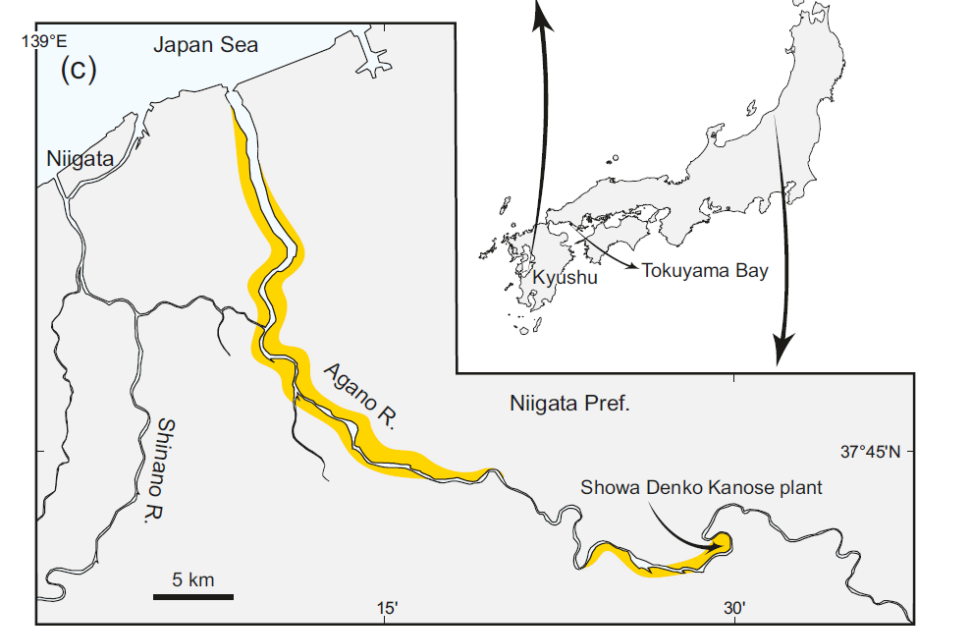 139°E
Japan Sea
(c)
Niigata
Kyushu
Tokuyama Bay
Agano R.
Niigata Pref.
Shinano R.
37°45'N
Showa Denko Kanose plant
5 km
15'
30'